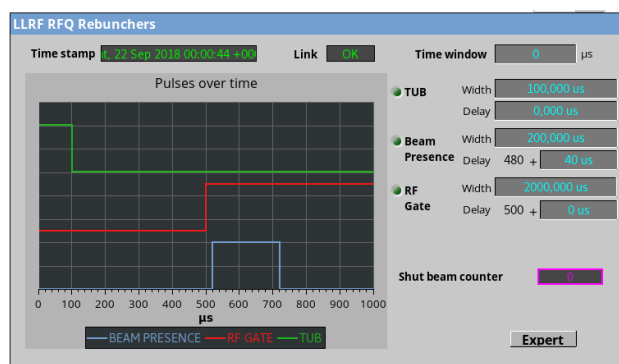 LLRF RFQ Rebunchers
Time stamp t, 22 Sep 2018 00:00:44 +00 Link OK Time window 0 µs
Pulses over time
TUB Width 100,000 us
Delay 0,000 us
Beam Presence Width 200,000 us
Delay 480 + 40 us
RF Gate Width 2000,000 us
Delay 500 + 0 us
Shut beam counter 0
0 100 200 300 400 500 600 700 800 900 1000
µs
BEAM PRESENCE RF GATE TUB
Expert